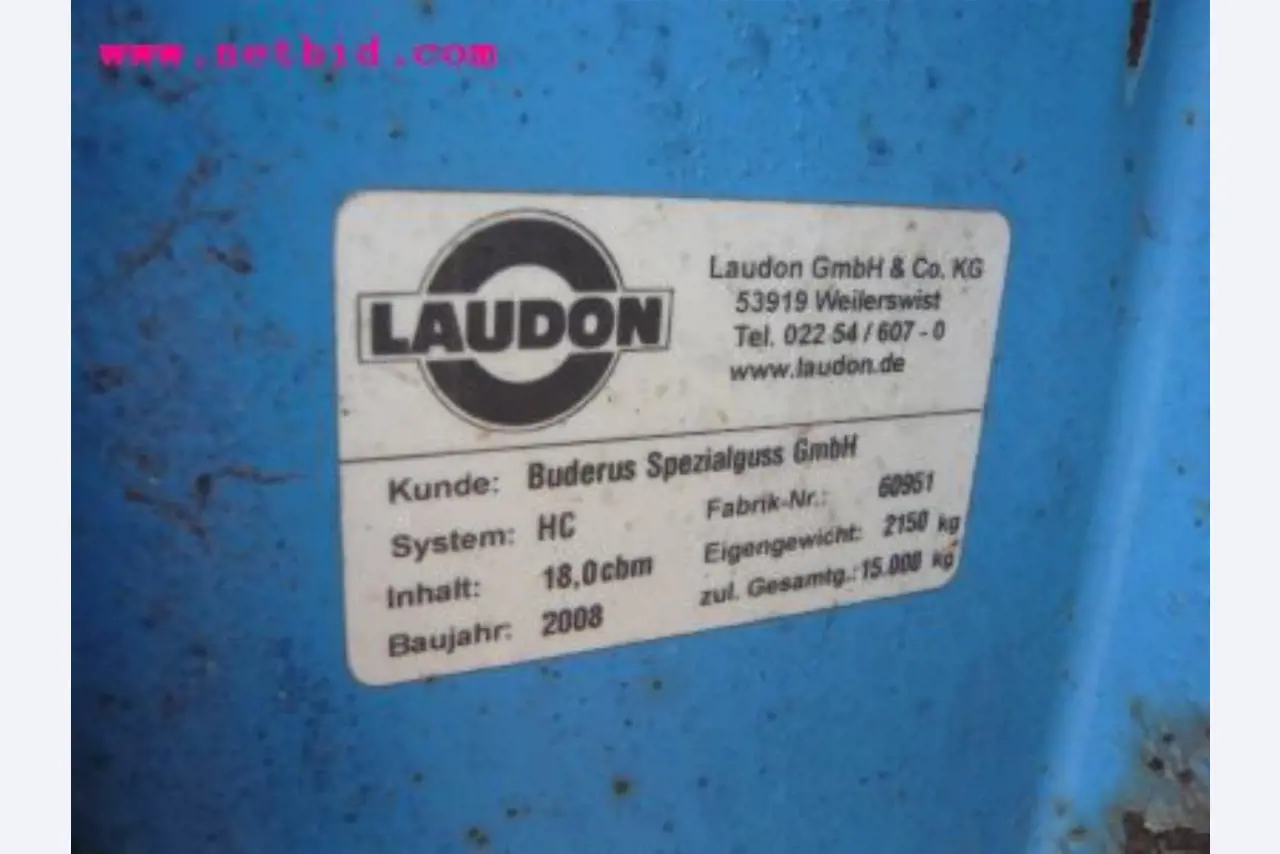 www.netbid.com
LAUDON
Laudon GmbH & Co. KG
53919 Weilerswist
Tel. 022 54 / 607 - 0
www.laudon.de
Kunde: Buderus Spezialguss GmbH
System: HC Fabrik-Nr.: 60951
Inhalt: 18,0cbm Eigengewicht: 2150 kg
Baujahr: 2008 zul. Gesamtg.: 15.000 kg